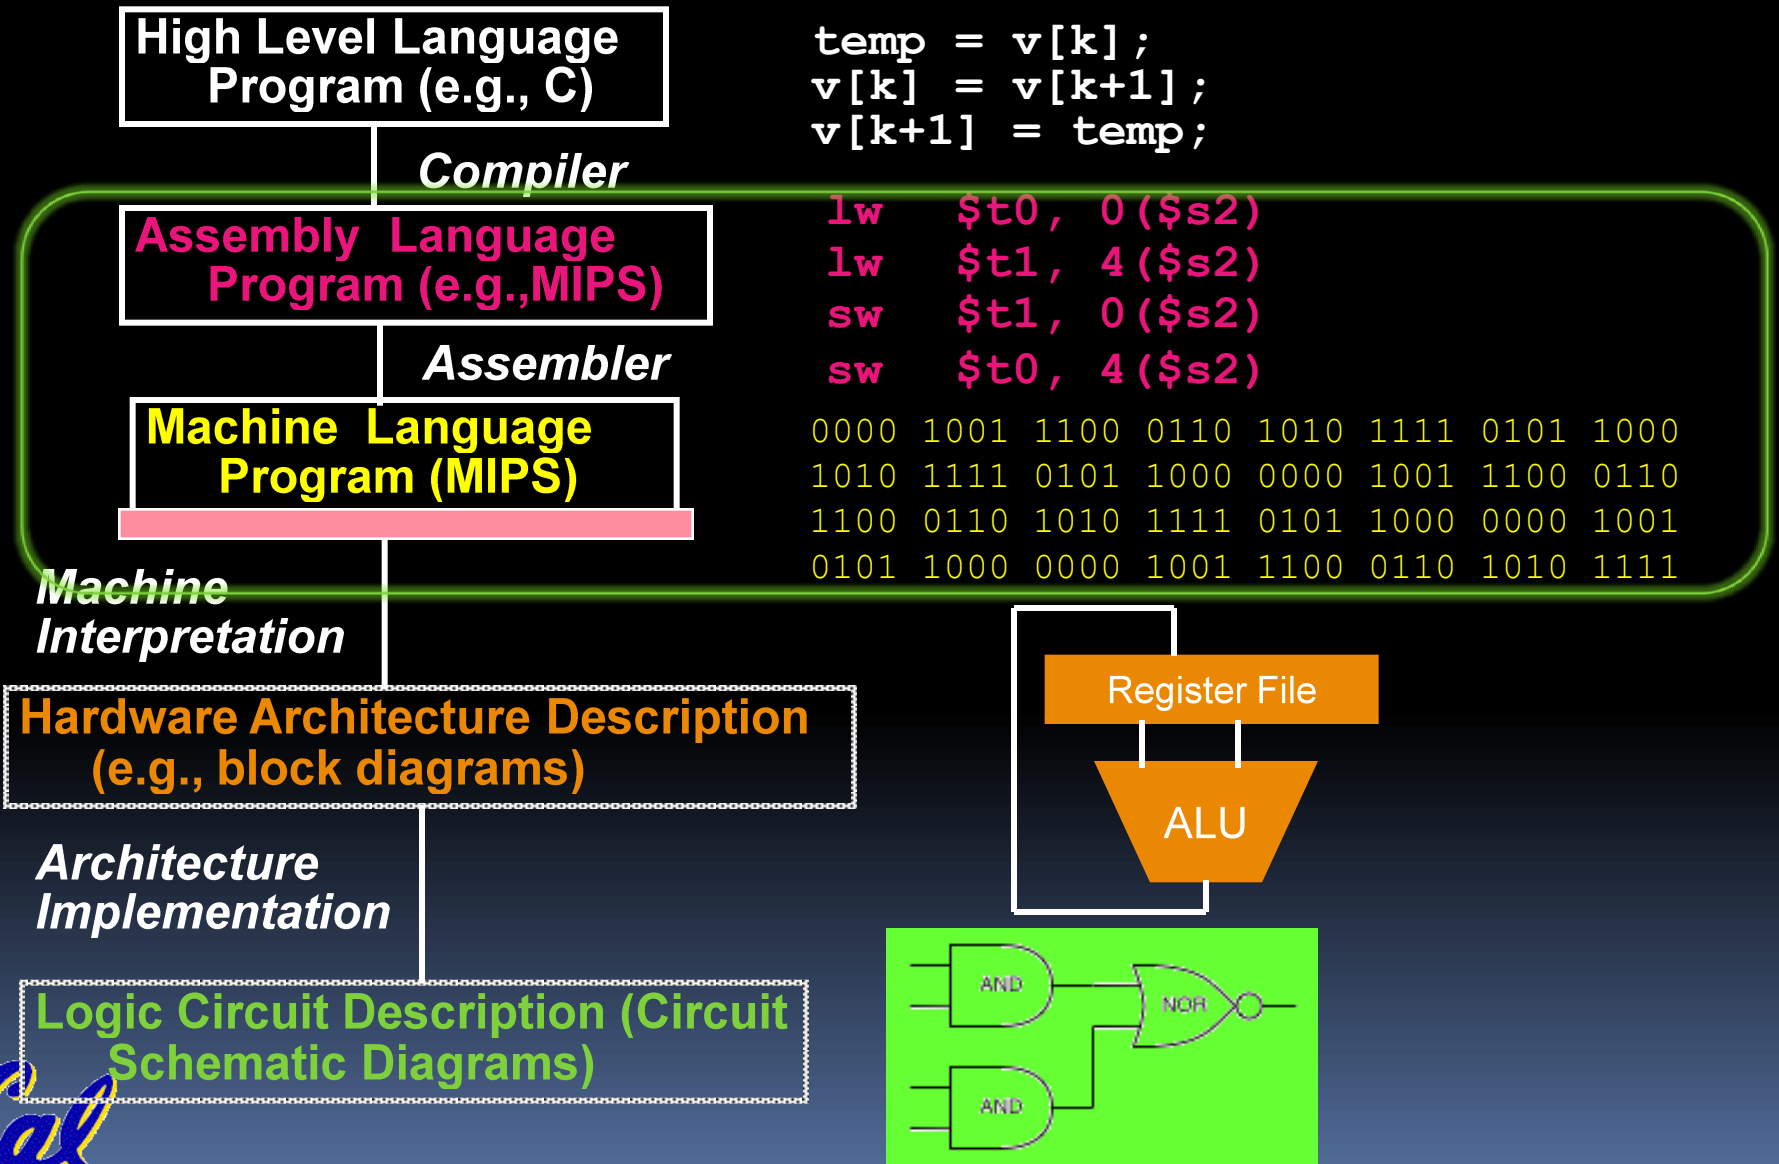 High Level Language
Program (e.g., C)
temp = v[k];
v[k] = v[k+1];
v[k+1] = temp;
Compiler
Assembly Language
Program (e.g.,MIPS)
lw $t0, 0($s2)
lw $t1, 4($s2)
sw $t1, 0($s2)
sw $t0, 4($s2)
Assembler
Machine Language
Program (MIPS)
0000 1001 1100 0110 1010 1111 0101 1000
1010 1111 0101 1000 0000 1001 1100 0110
1100 0110 1010 1111 0101 1000 0000 1001
0101 1000 0000 1001 1100 0110 1010 1111
Machine
Interpretation
Register File
Hardware Architecture Description
(e.g., block diagrams)
ALU
Architecture
Implementation
Logic Circuit Description (Circuit
Schematic Diagrams)
AND
NOR
AND
Cal